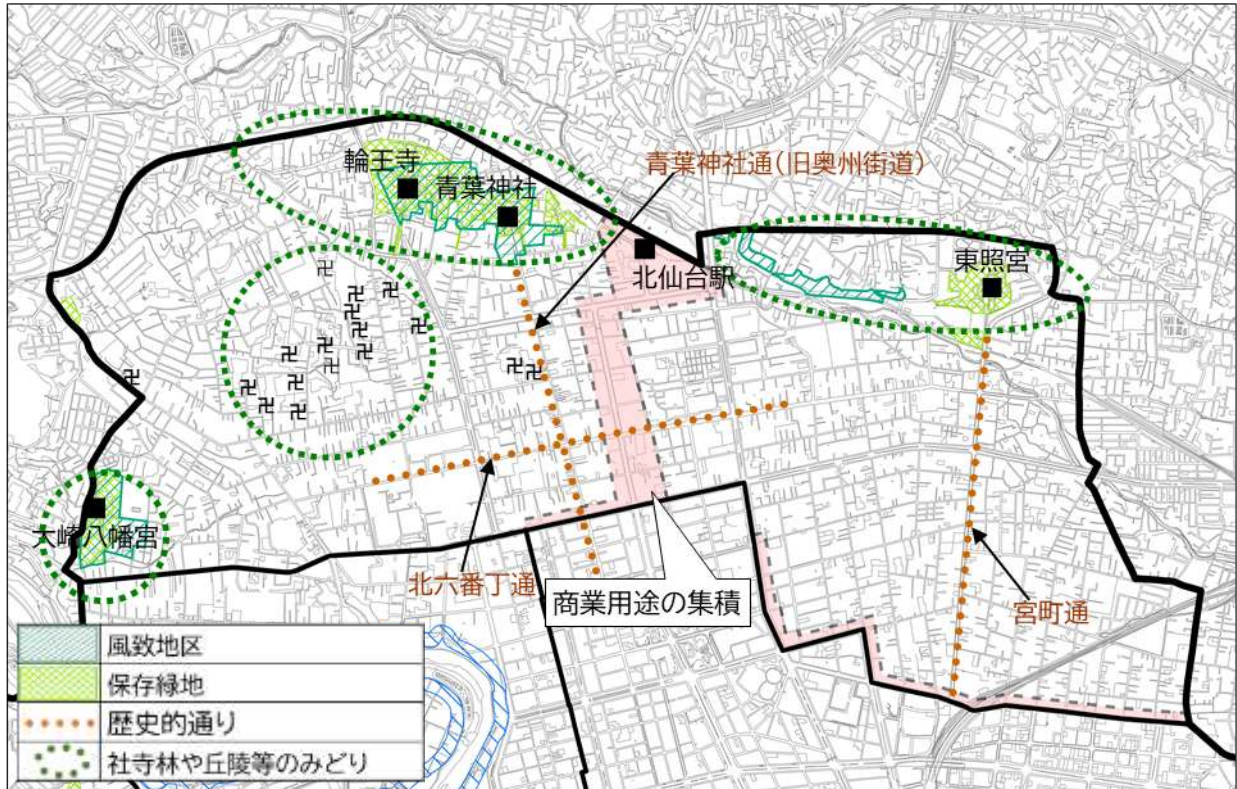 輪王寺
青葉神社
青葉神社通(旧奥州街道)
北仙台駅
東照宮
大崎八幡宮
北六番丁通
商業用途の集積
宮町通
風致地区
保存緑地
歴史的通り
社寺林や丘陵等のみどり